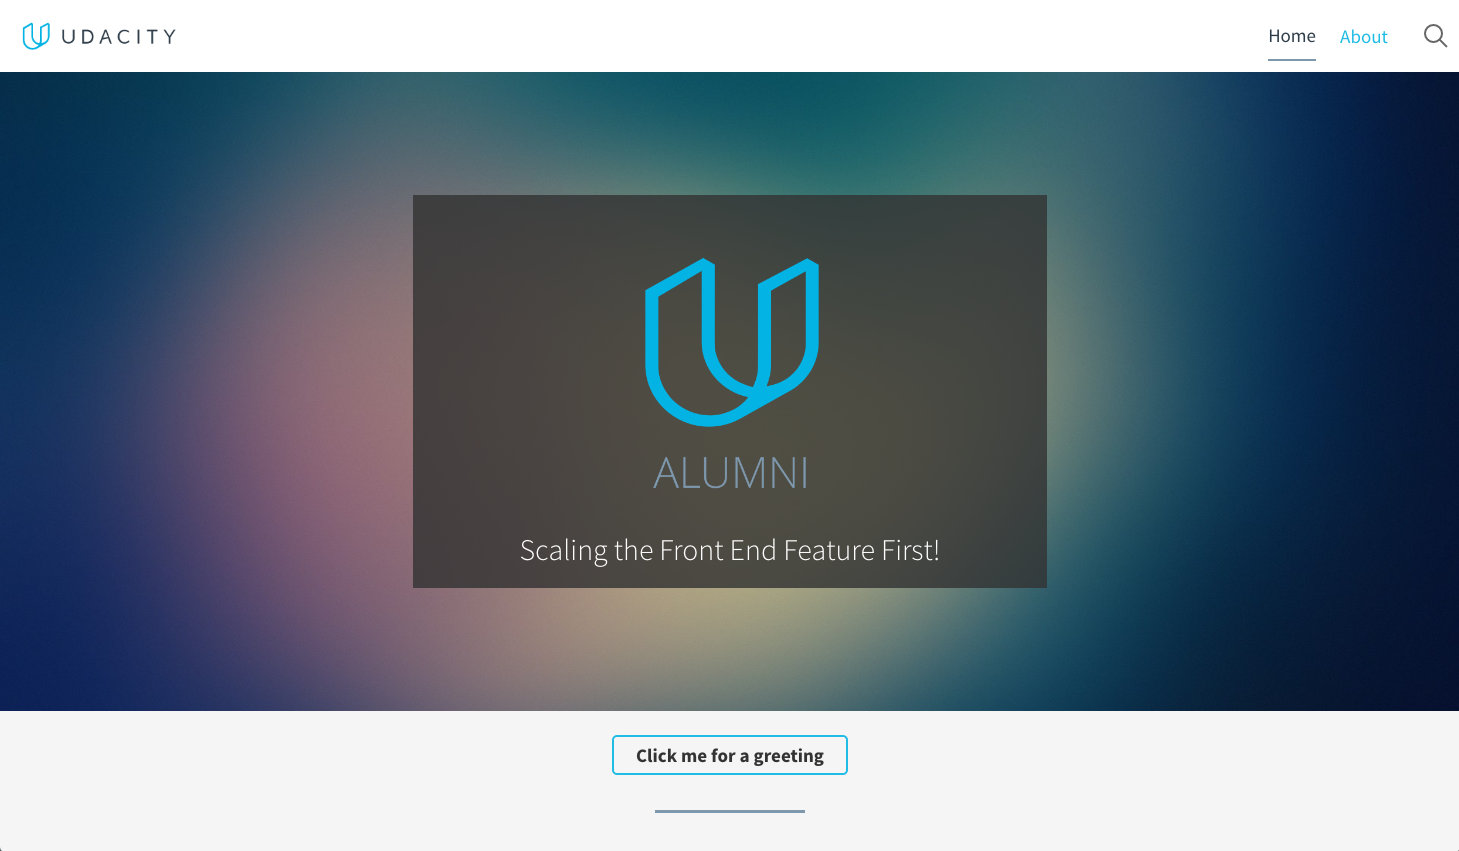 UDACITY
Home
About
ALUMNI
Scaling the Front End Feature First!
Click me for a greeting